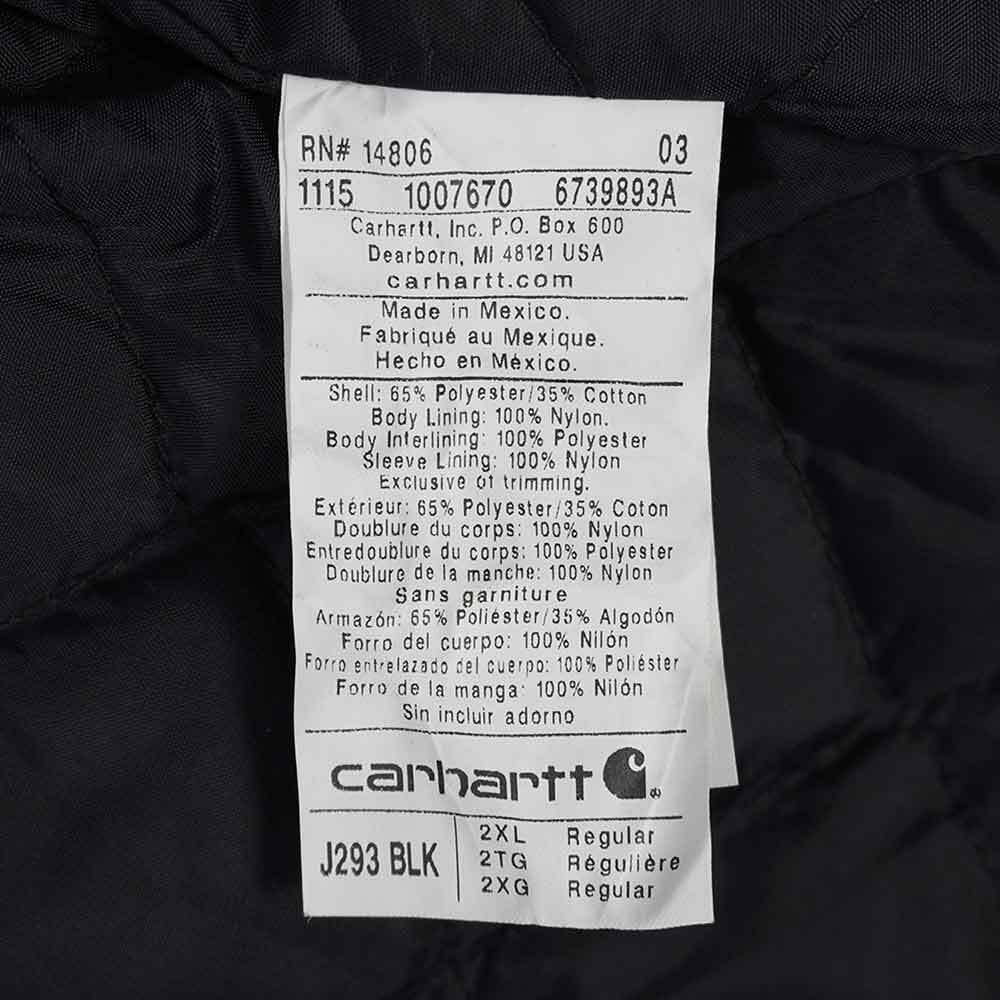 RN# 14806 03
1115 1007670 6739893A
Carhartt, Inc. P.O. Box 600
Dearborn, MI 48121 USA
carhartt.com
Made in Mexico.
Fabriqué au Mexique.
Hecho en México.
Shell: 65% Polyester/35% Cotton
Body Lining: 100% Nylon.
Body Interlining: 100% Polyester
Sleeve Lining: 100% Nylon
Exclusive of trimming.
Extérieur: 65% Polyester/35% Coton
Doublure du corps: 100% Nylon
Entredoublure du corps: 100% Polyester
Doublure de la manche: 100% Nylon
Sans garniture
Armazón: 65% Poliéster/35% Algodón
Forro del cuerpo: 100% Nilón
Forro entrelazado del cuerpo: 100% Poliéster
Forro de la manga: 100% Nilón
Sin incluir adorno
carhartt ®
J293 BLK
2XL Regular
2TG Régulière
2XG Regular